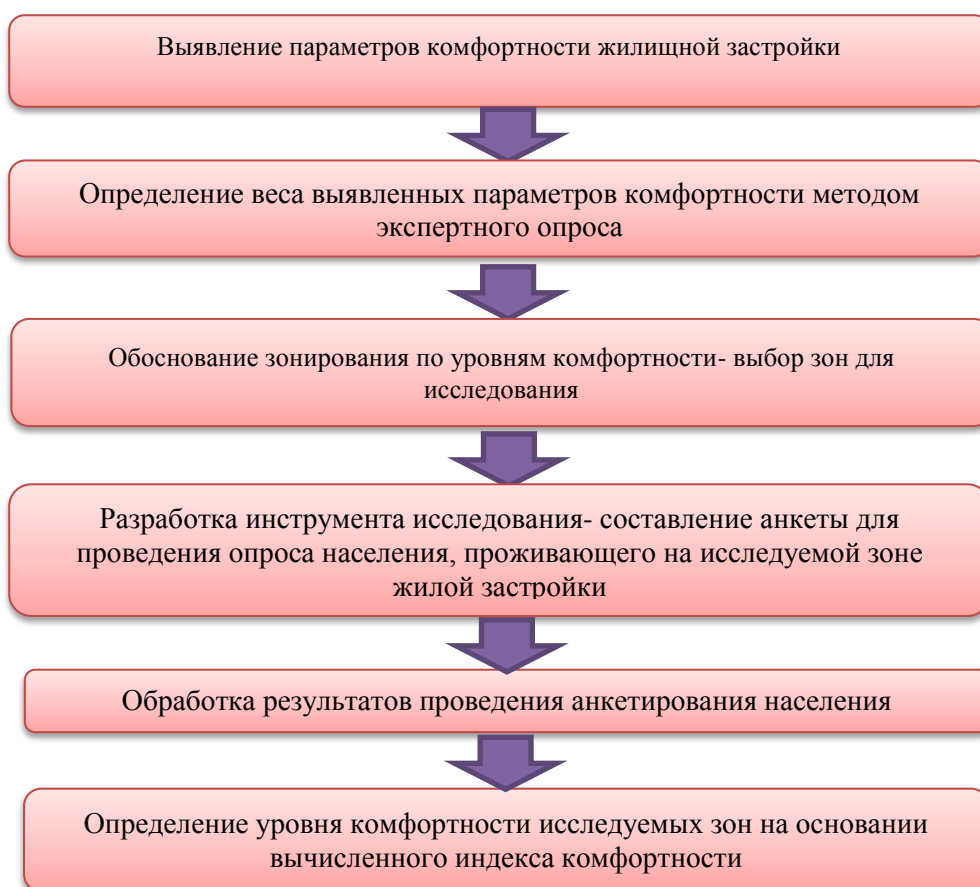 Выявление параметров комфортности жилищной застройки
Определение веса выявленных параметров комфортности методом
экспертного опроса
Обоснование зонирования по уровням комфортности- выбор зон для
исследования
Разработка инструмента исследования- составление анкеты для
проведения опроса населения, проживающего на исследуемой зоне
жилой застройки
Обработка результатов проведения анкетирования населения
Определение уровня комфортности исследуемых зон на основании
вычисленного индекса комфортности